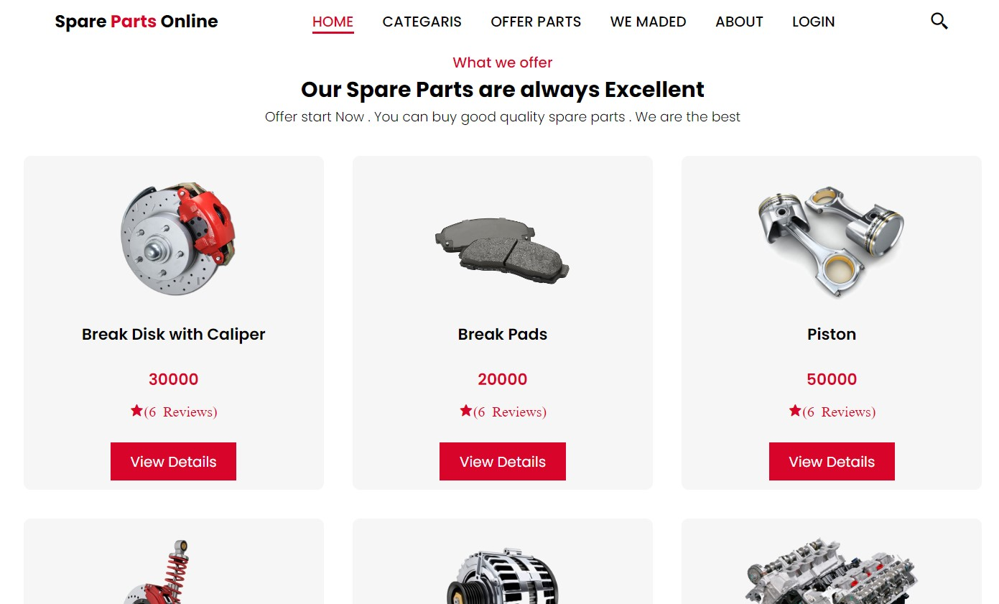 Spare Parts Online
HOME
CATEGARIS
OFFER PARTS
WE MADED
ABOUT
LOGIN
What we offer
Our Spare Parts are always Excellent
Offer start Now . You can buy good quality spare parts . We are the best
Break Disk with Caliper
30000
(6 Reviews)
View Details
Break Pads
20000
(6 Reviews)
View Details
Piston
50000
(6 Reviews)
View Details